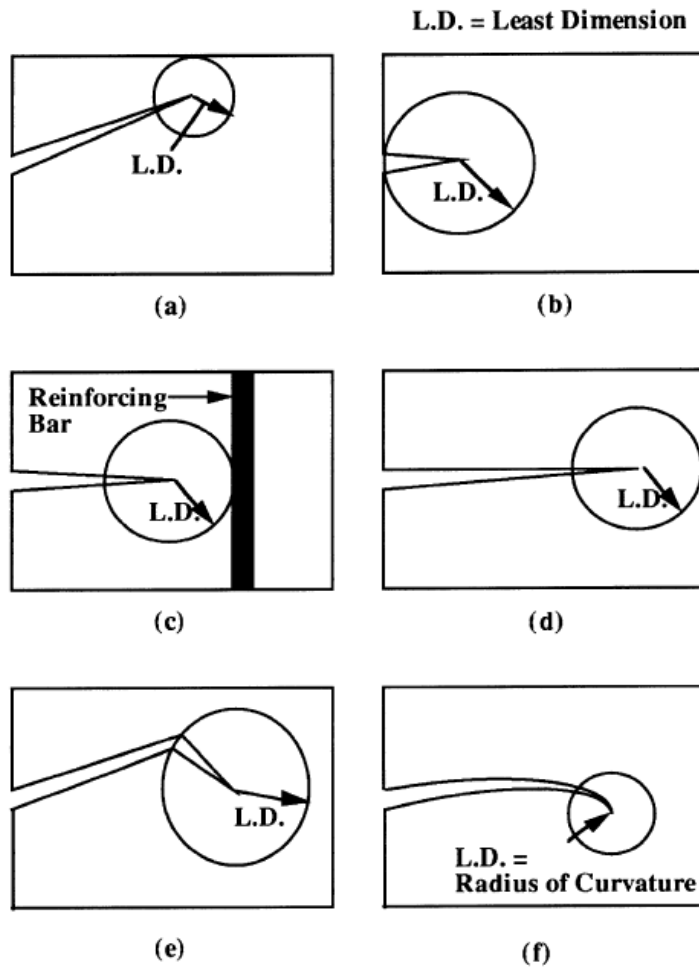 L.D. = Least Dimension
L.D.
L.D.
(a)
(b)
Reinforcing
Bar
L.D.
L.D.
(c)
(d)
L.D.
L.D. =
Radius of Curvature
(e)
(f)